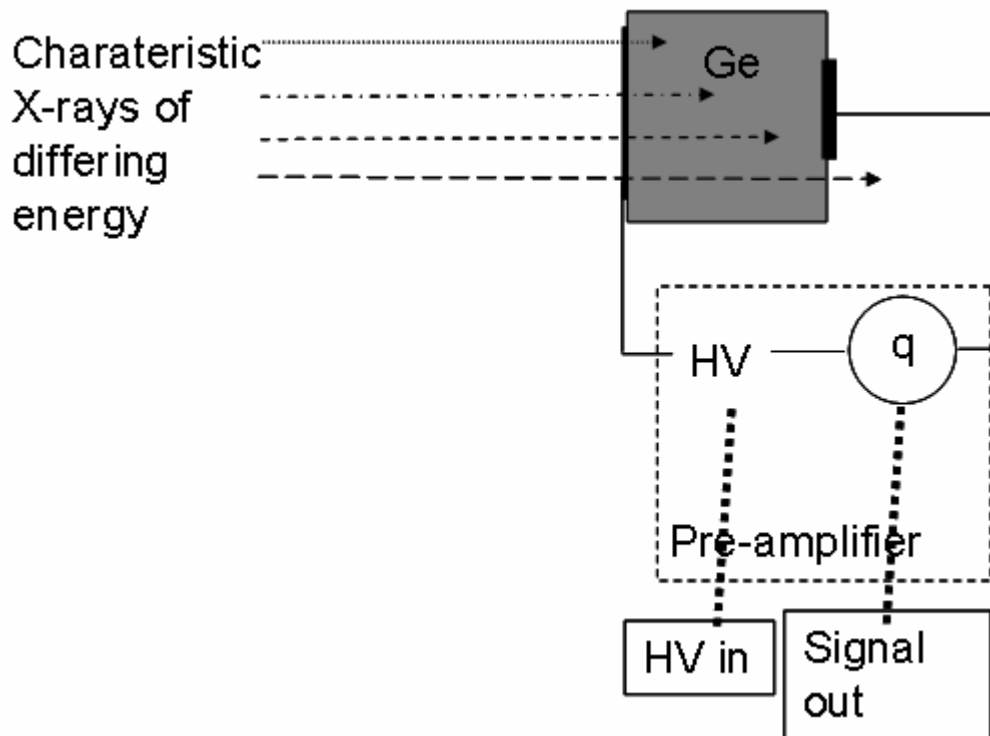 Charateristic
X-rays of
differing
energy
Ge
HV
q
Pre-amplifier
HV in
Signal
out